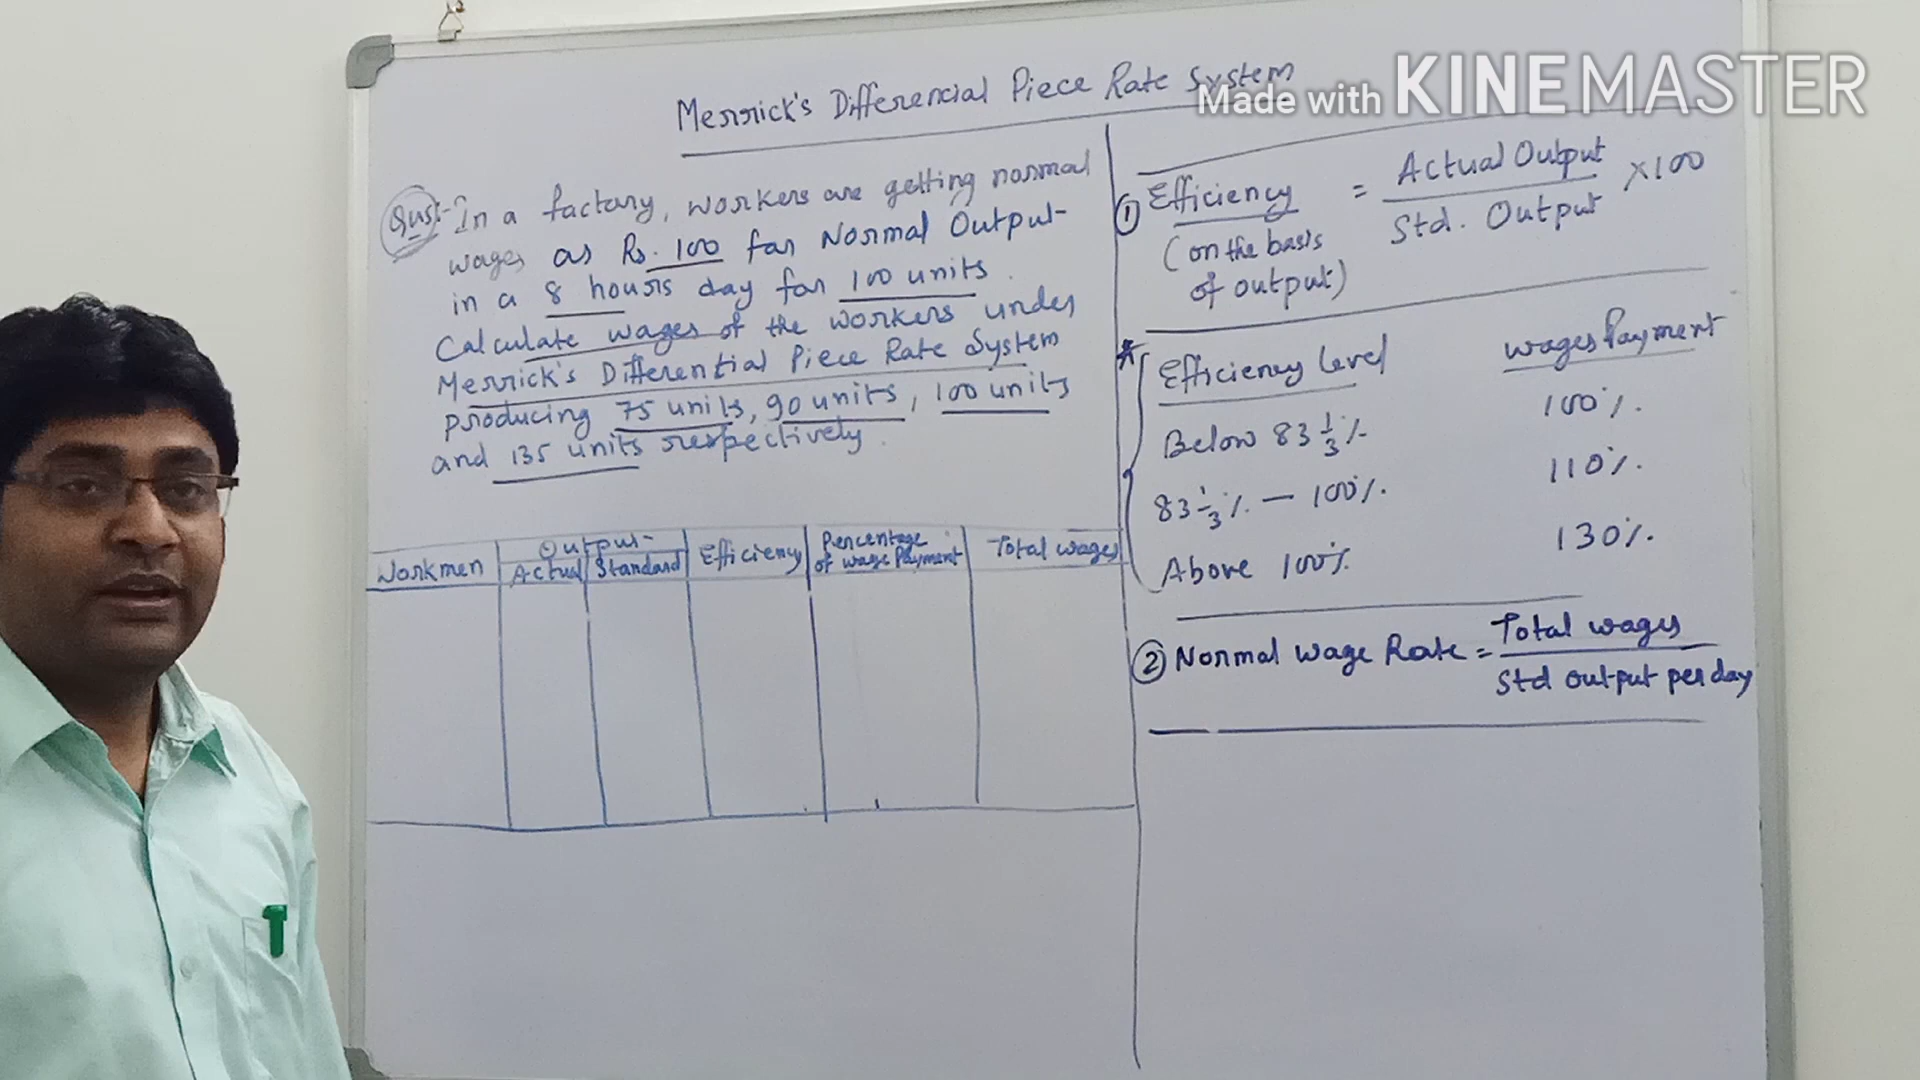 Merrick's Differencial Piece Rate System
Made with KINEMASTER
Qus:- In a factory, workers are getting normal
wages as Rs. 100 for Normal Output
in a 8 hours day for 100 units.
Calculate wages of the workers under
Merrick's Differential Piece Rate System
producing 75 units, 90 units, 100 units
and 135 units respectively.
Workmen
Output
Actual Standard
Efficiency
Percentage
of wage Payment
Total wages
① Efficiency = Actual Output / Std. Output × 100
(on the basis
of output)
* Efficiency Level wages Payment
Below 83 1/3 % 100%.
83 1/3 % — 100%. 110%.
Above 100% 130%.
② Normal Wage Rate = Total wages / Std output per day